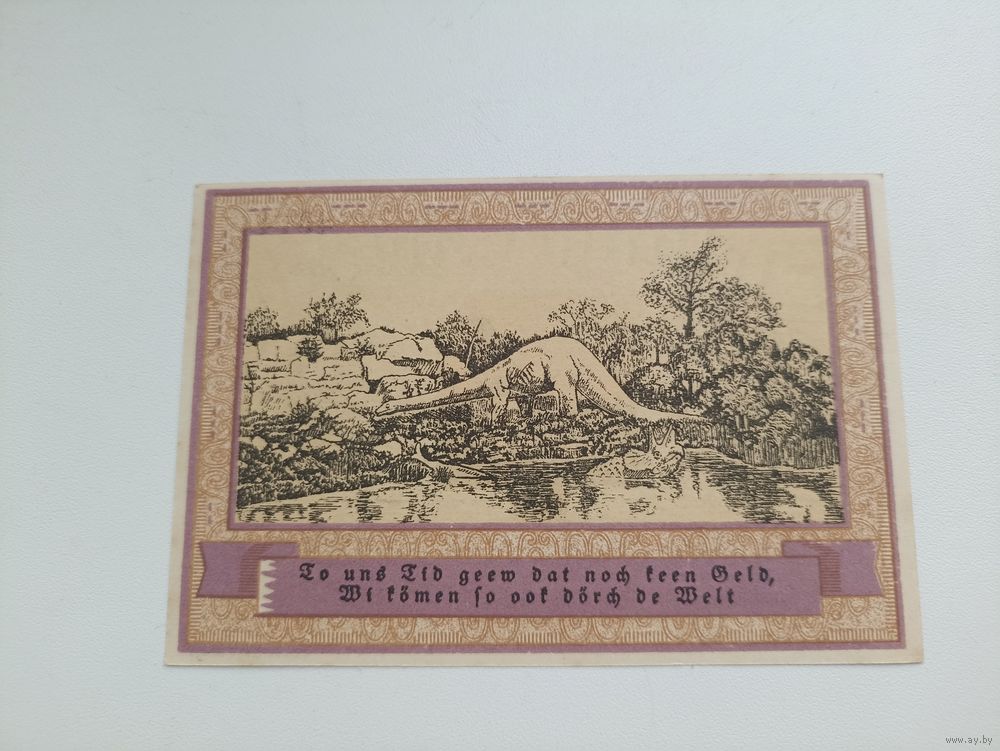 To uns Tid geew dat noch keen Geld,
Wi kömen so ook dörch de Welt
www.ay.by